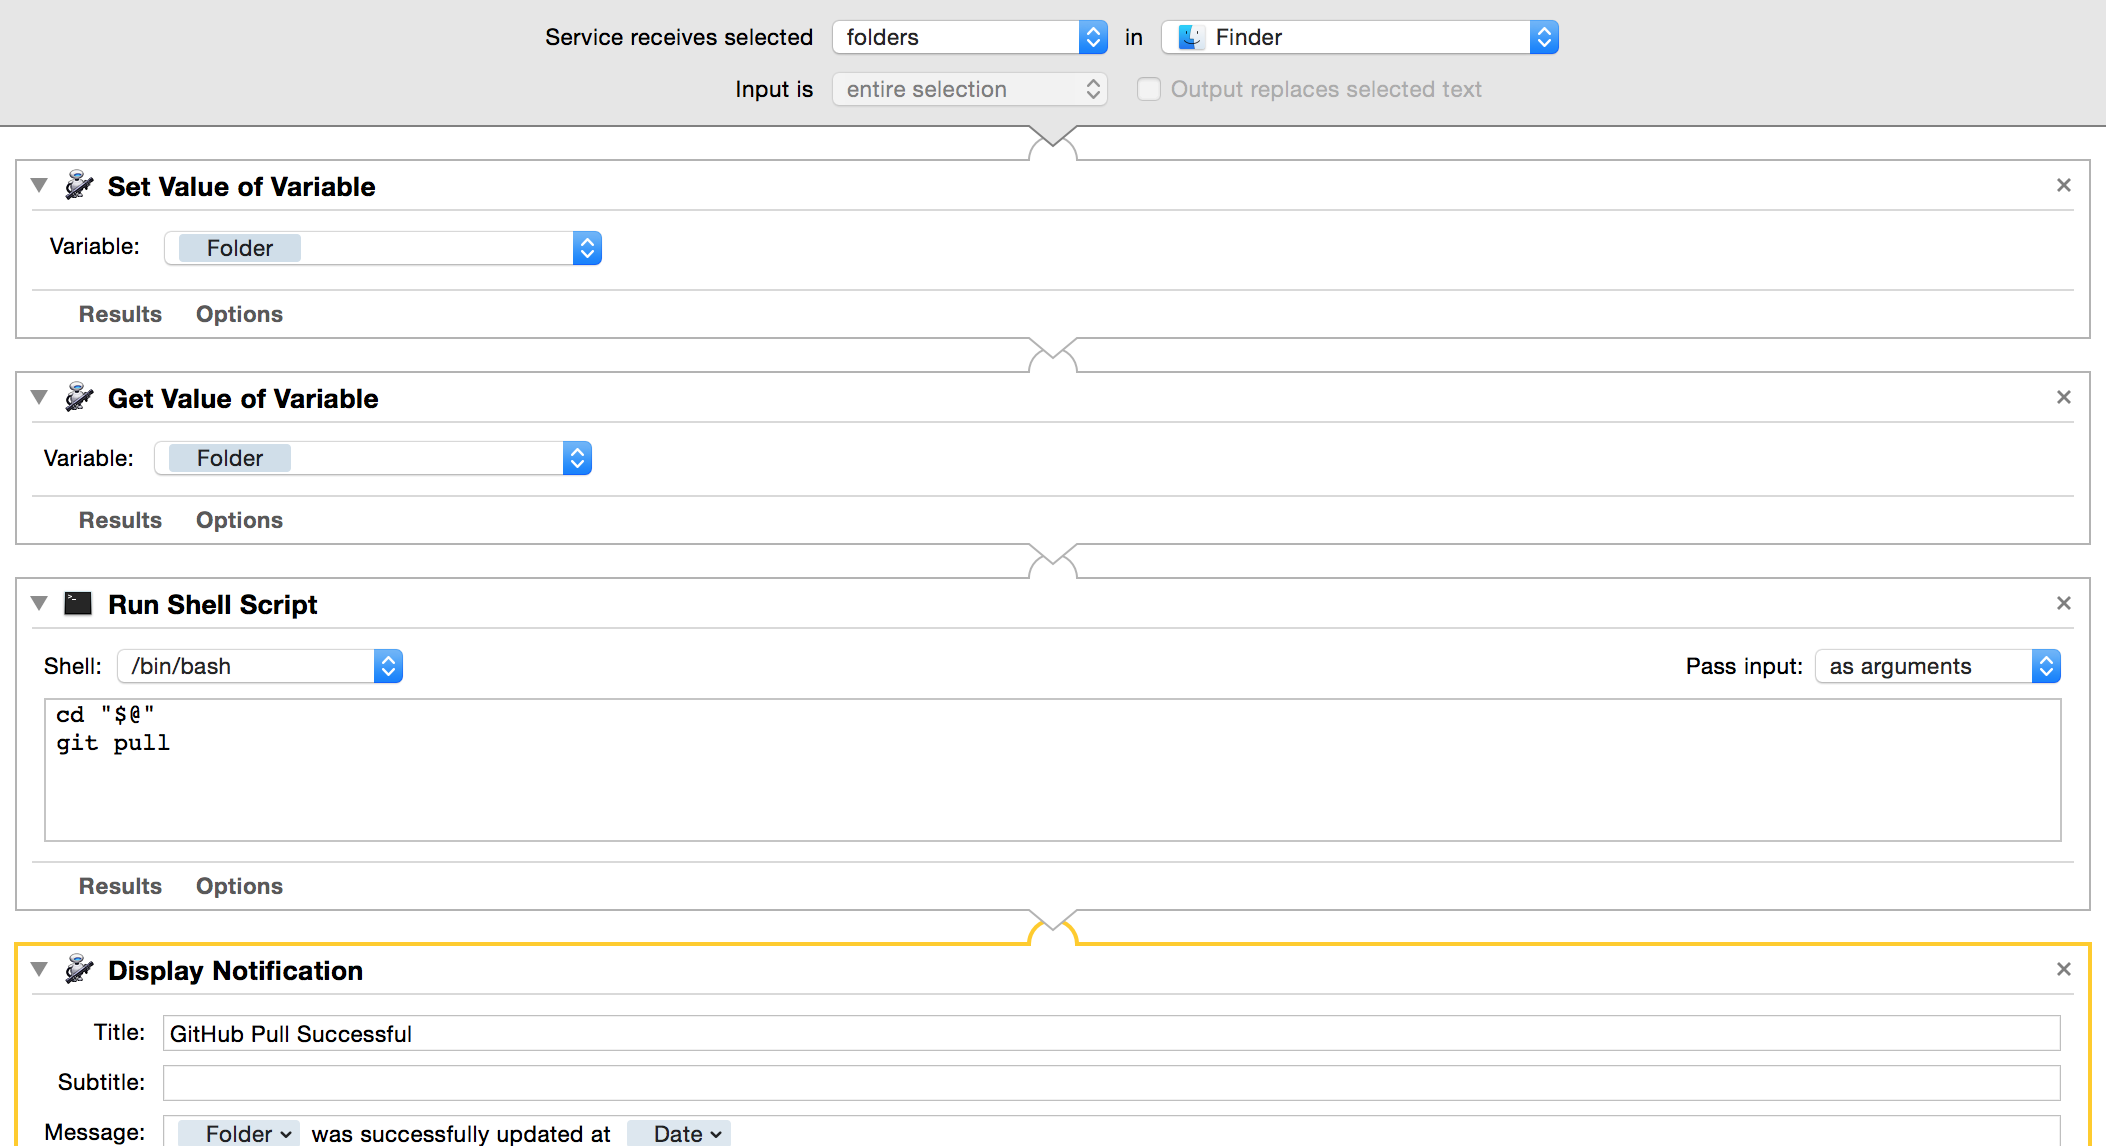 Service receives selected folders in Finder
Input is entire selection Output replaces selected text
Set Value of Variable
Variable: Folder
Results Options
Get Value of Variable
Variable: Folder
Results Options
Run Shell Script
Shell: /bin/bash Pass input: as arguments
cd "$@"
git pull
Results Options
Display Notification
Title: GitHub Pull Successful
Subtitle:
Message: Folder was successfully updated at Date